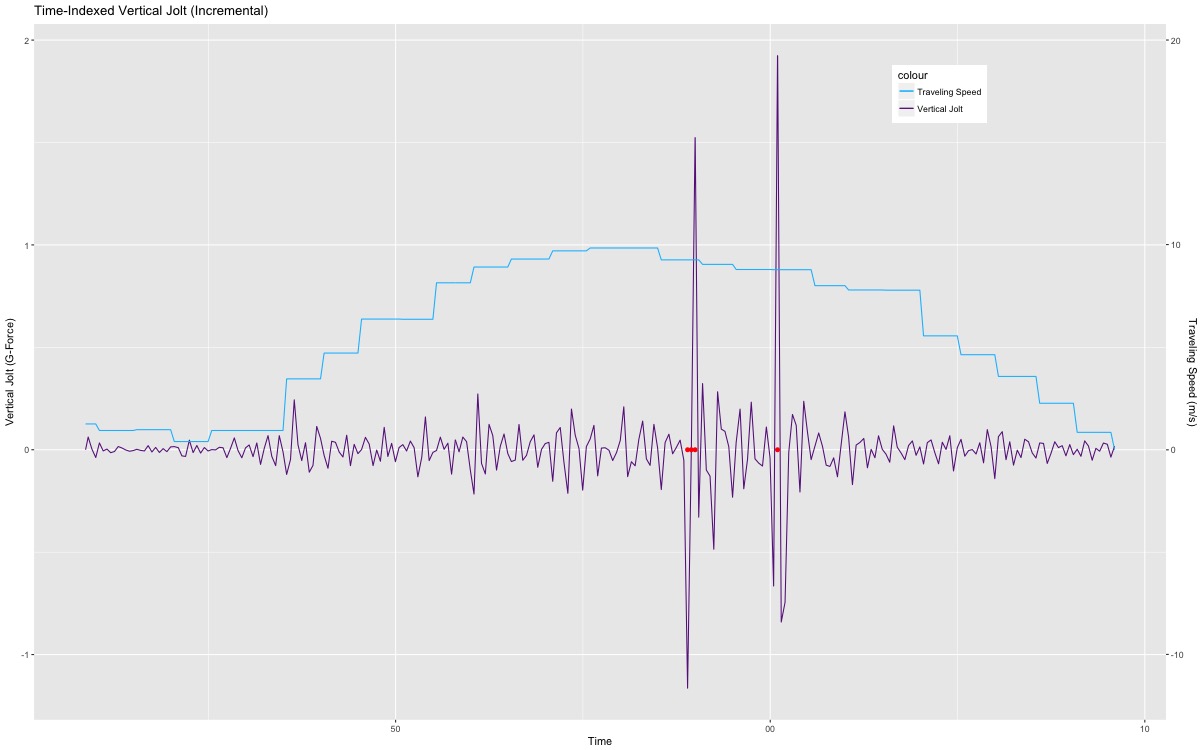 Time-Indexed Vertical Jolt (Incremental)
2
1
0
-1
Vertical Jolt (G-Force)
colour
Traveling Speed
Vertical Jolt
20
10
0
-10
Traveling Speed (m/s)
50
00
10
Time